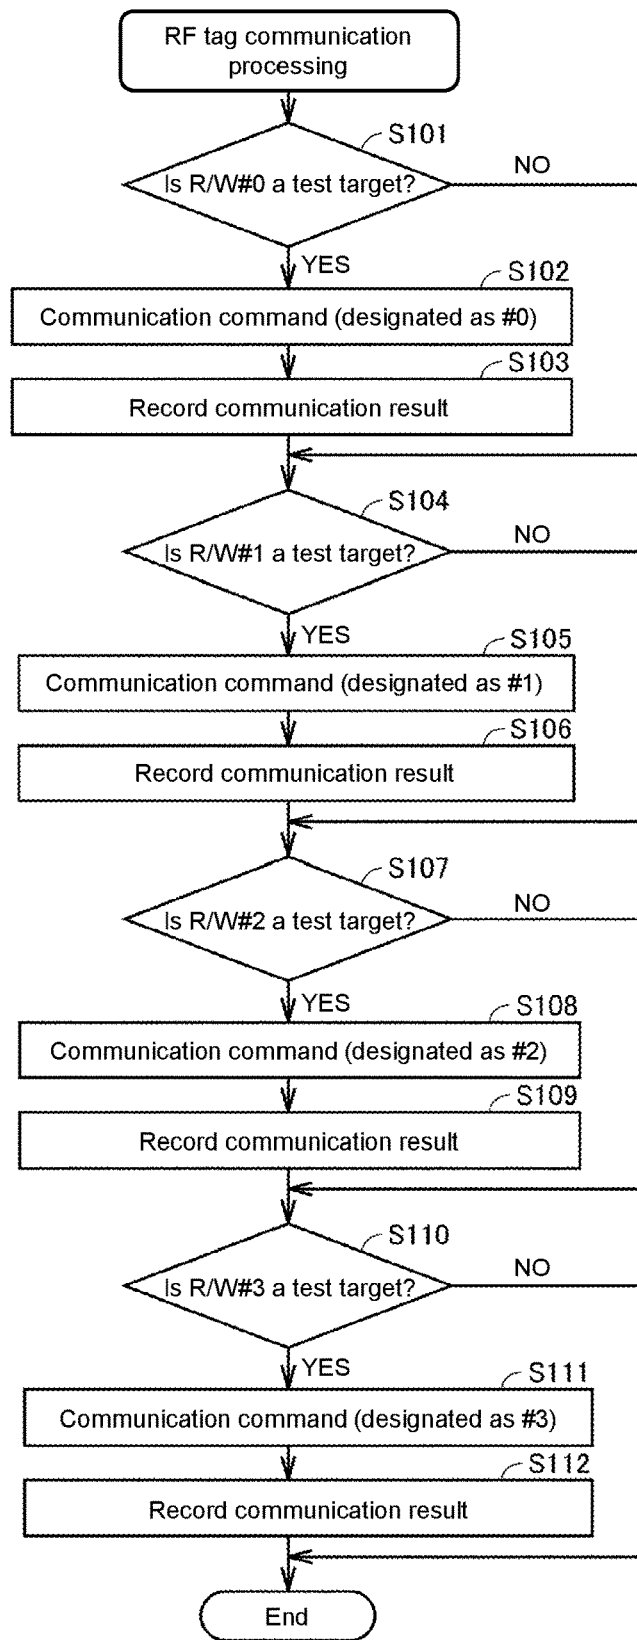 RF tag communication
processing
S101
Is R/W#0 a test target?
NO
YES
S102
Communication command (designated as #0)
S103
Record communication result
S104
Is R/W#1 a test target?
NO
YES
S105
Communication command (designated as #1)
S106
Record communication result
S107
Is R/W#2 a test target?
NO
YES
S108
Communication command (designated as #2)
S109
Record communication result
S110
Is R/W#3 a test target?
NO
YES
S111
Communication command (designated as #3)
S112
Record communication result
End